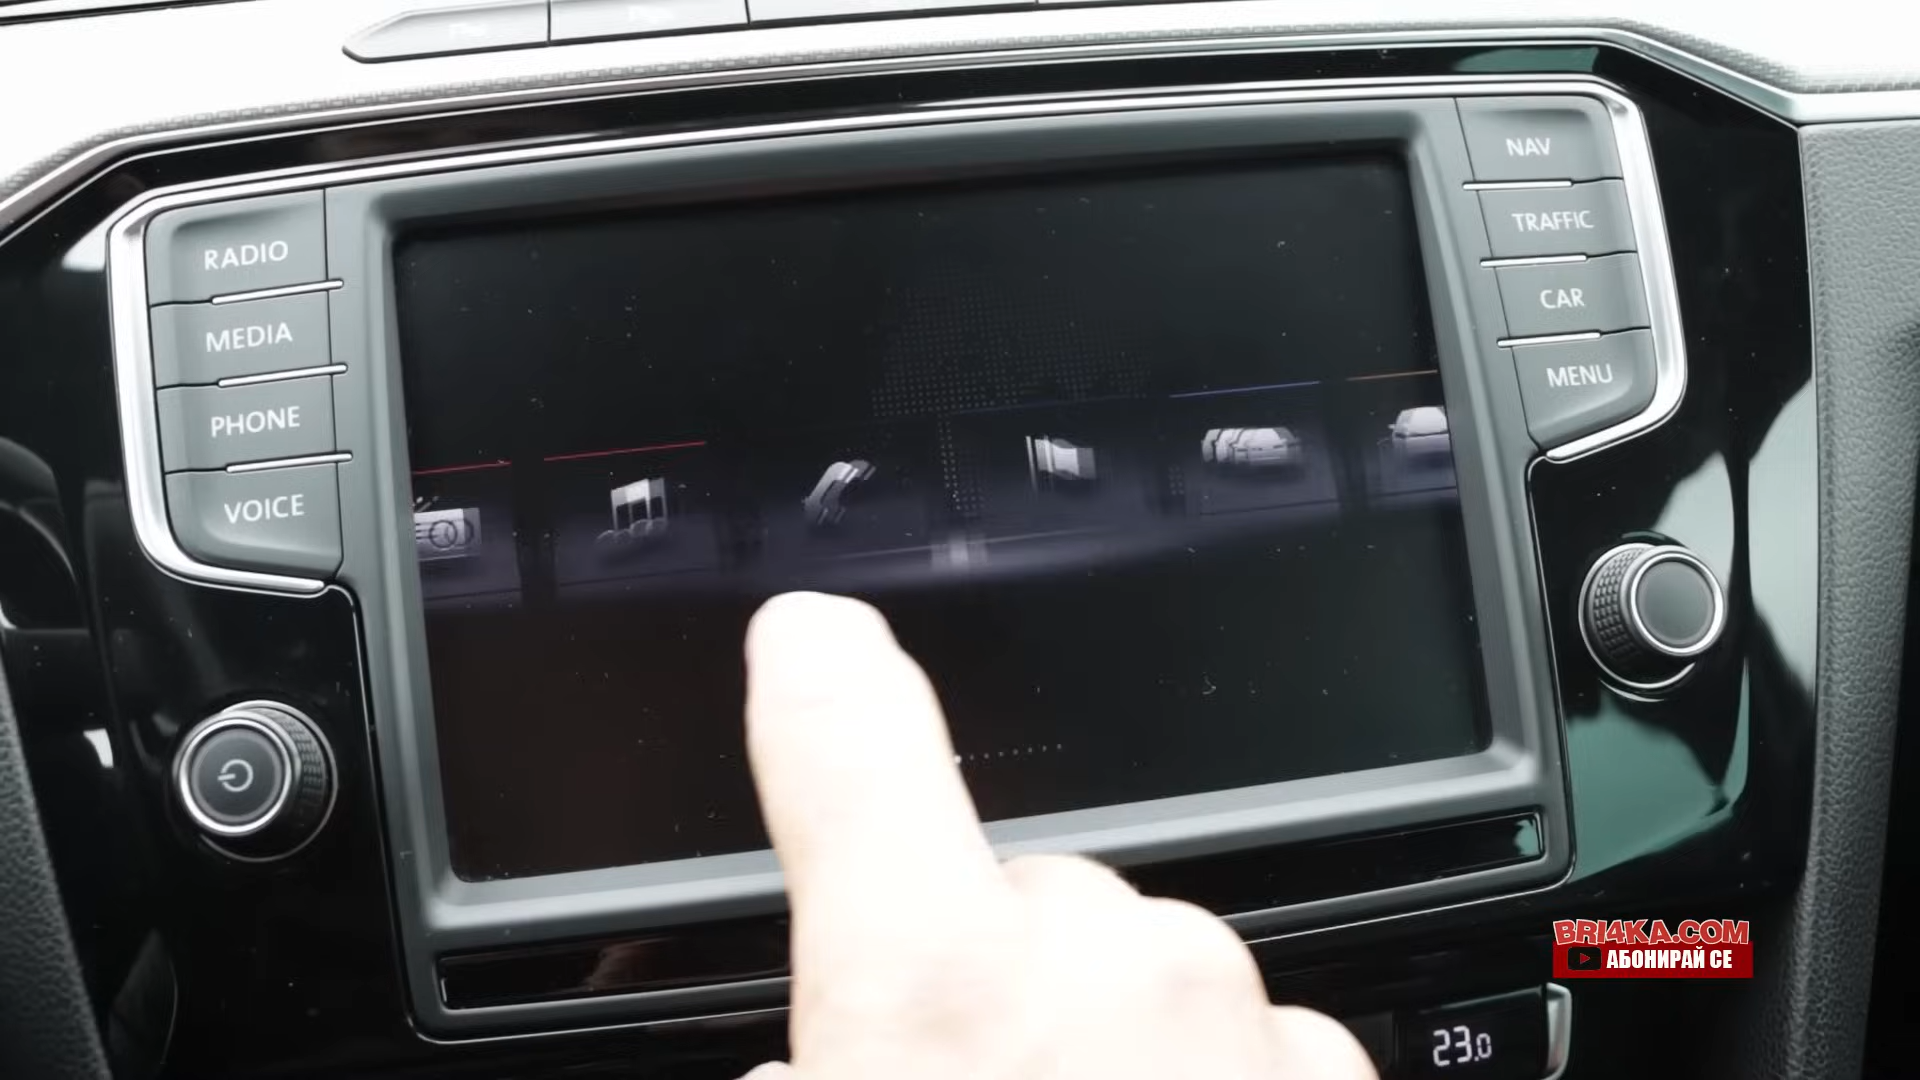 RADIO
MEDIA
PHONE
VOICE
NAV
TRAFFIC
CAR
MENU
BRI4KA.COM
АБОНИРАЙ СЕ
23.0